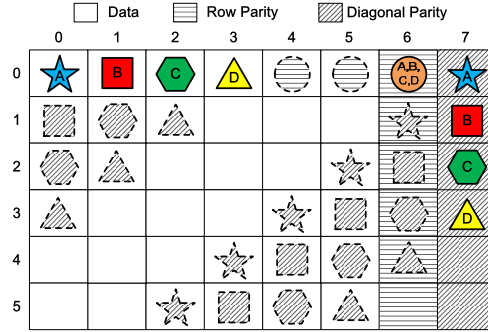 Data Row Parity Diagonal Parity
0 1 2 3 4 5 6 7
0 A B C D A,B, C,D A
1 B
2 C
3 D
4
5